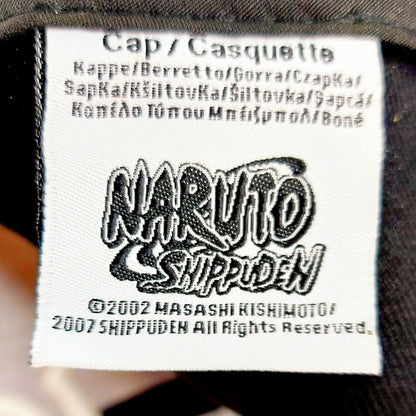 Cap / Casquette
Kappe/Berretto/Gorra/CzapKa/
SapKa/KšiltovKa/Šiltovka/Şapcă/
Καπέλο Τύπου Μπέιζμπολ/Boné
NARUTO
SHIPPUDEN
©2002 MASASHI KISHIMOTO/
2007 SHIPPUDEN All Rights Reserved.